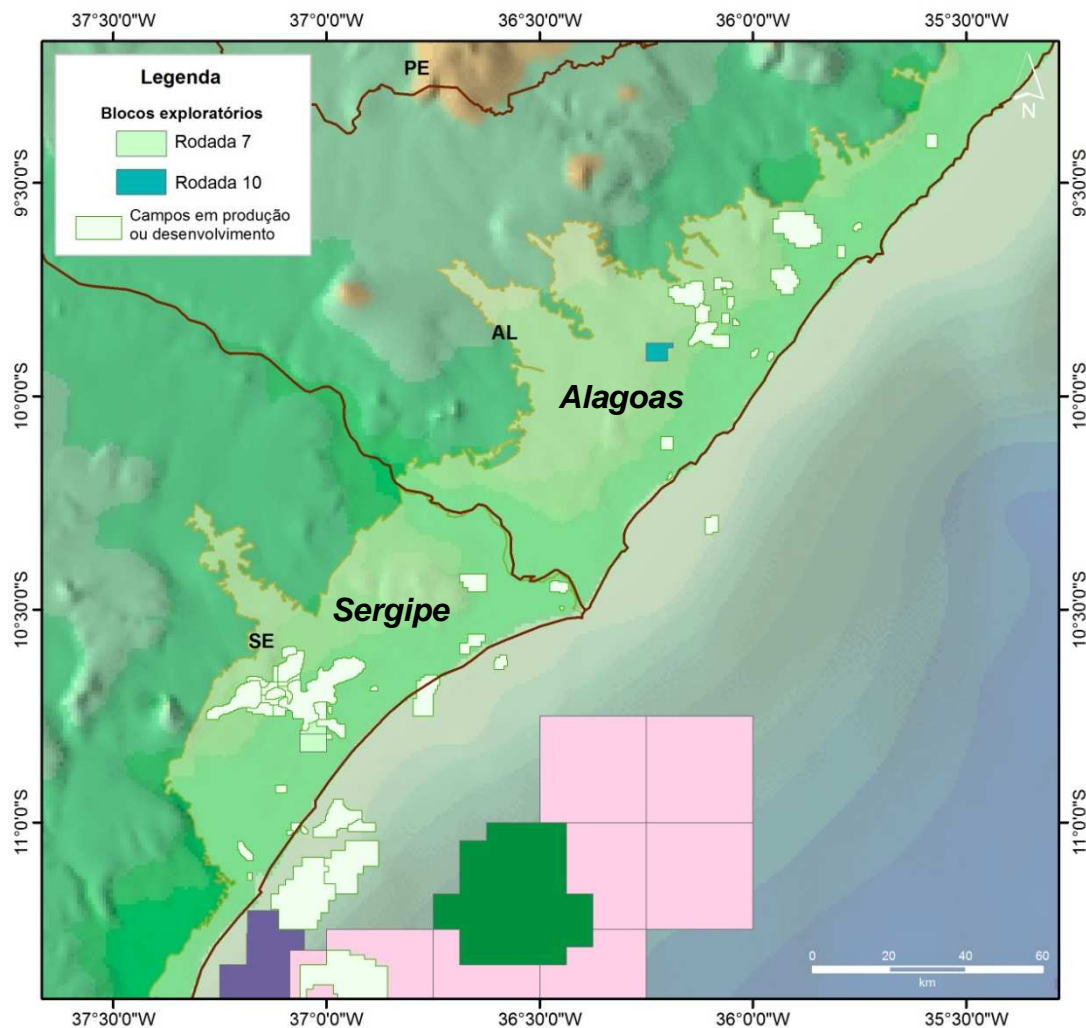 37°30'0"W 37°0'0"W 36°30'0"W 36°0'0"W 35°30'0"W
Legenda
Blocos exploratórios
Rodada 7
Rodada 10
Campos em produção
ou desenvolvimento
PE
N
9°30'0"S 9°30'0"S
AL
Alagoas
10°0'0"S 10°0'0"S
Sergipe
SE
10°30'0"S 10°30'0"S
11°0'0"S 11°0'0"S
0 20 40 60
km
37°30'0"W 37°0'0"W 36°30'0"W 36°0'0"W 35°30'0"W